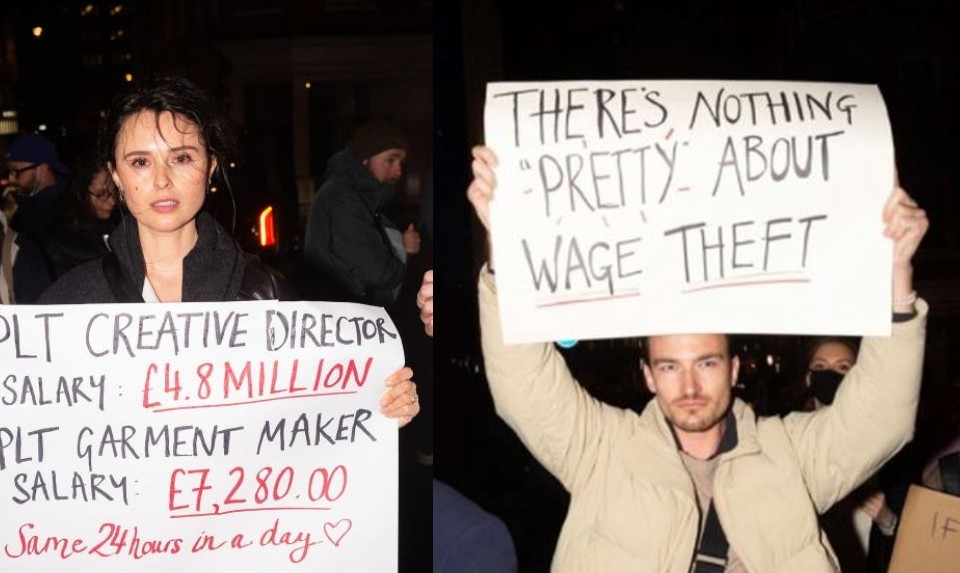 PLT CREATIVE DIRECTOR
SALARY: £4.8 MILLION
PLT GARMENT MAKER
SALARY: £7,280.00
Same 24 hours in a day ♡
THERE'S NOTHING
"PRETTY" ABOUT
WAGE THEFT
IF